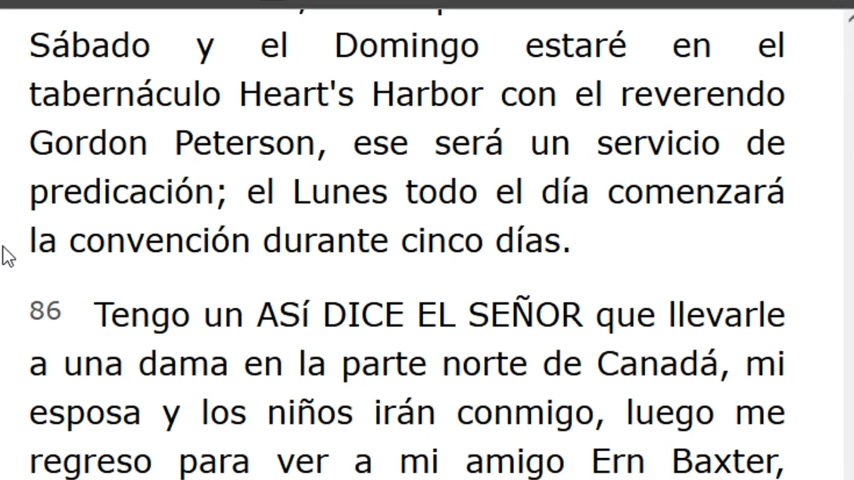 Sábado y el Domingo estaré en el
tabernáculo Heart's Harbor con el reverendo
Gordon Peterson, ese será un servicio de
predicación; el Lunes todo el día comenzará
la convención durante cinco días.
86 Tengo un ASí DICE EL SEÑOR que llevarle
a una dama en la parte norte de Canadá, mi
esposa y los niños irán conmigo, luego me
regreso para ver a mi amigo Ern Baxter,